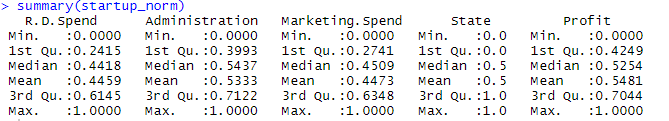 > summary(startup_norm)
R.D.Spend Administration Marketing.Spend State Profit
Min. :0.0000 Min. :0.0000 Min. :0.0000 Min. :0.0 Min. :0.0000
1st Qu.:0.2415 1st Qu.:0.3993 1st Qu.:0.2741 1st Qu.:0.0 1st Qu.:0.4249
Median :0.4418 Median :0.5437 Median :0.4509 Median :0.5 Median :0.5254
Mean :0.4459 Mean :0.5333 Mean :0.4473 Mean :0.5 Mean :0.5481
3rd Qu.:0.6145 3rd Qu.:0.7122 3rd Qu.:0.6348 3rd Qu.:1.0 3rd Qu.:0.7044
Max. :1.0000 Max. :1.0000 Max. :1.0000 Max. :1.0 Max. :1.0000